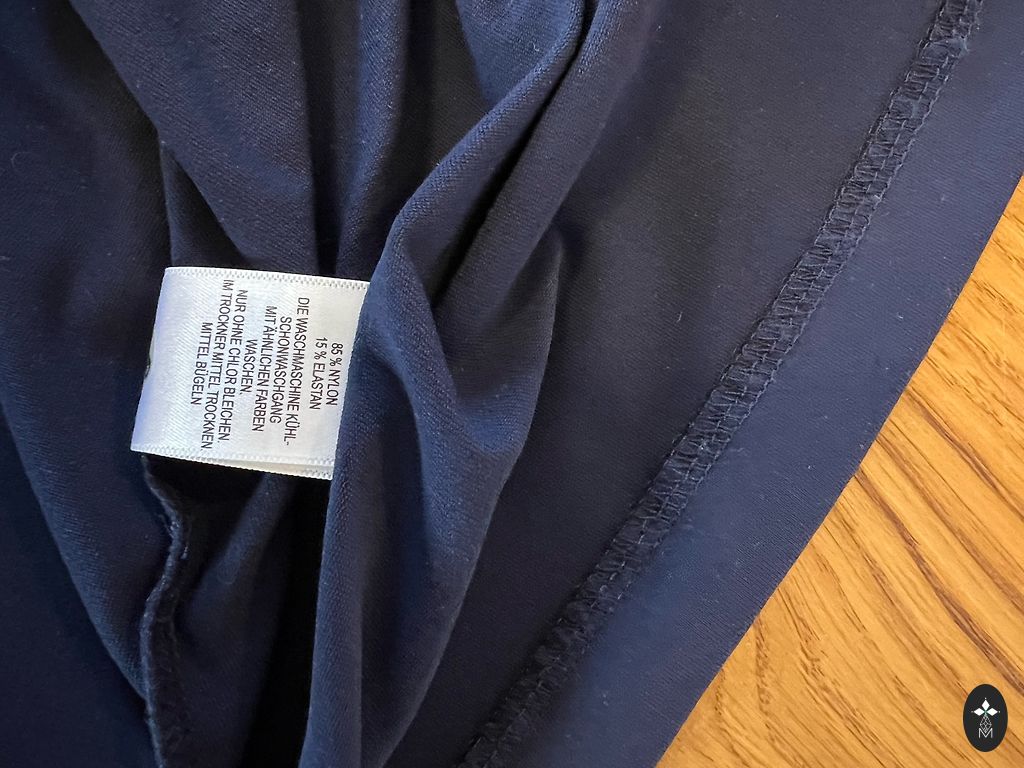 85 % NYLON
15 % ELASTAN
DIE WASCHMASCHINE KÜHL-
SCHONWASCHGANG
MIT ÄHNLICHEN FARBEN
WASCHEN.
NUR OHNE CHLOR BLEICHEN.
IM TROCKNER MITTEL TROCKNEN.
MITTEL BÜGELN
M